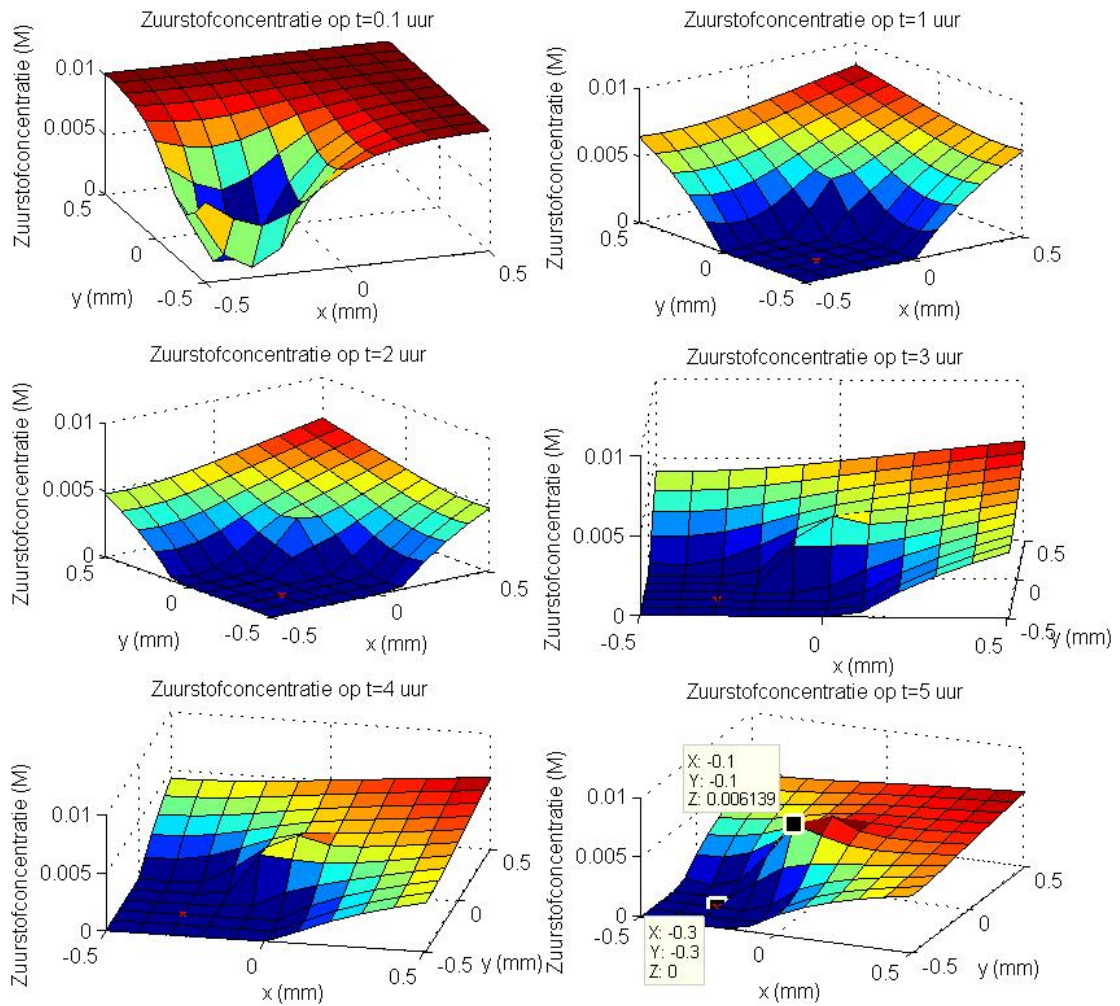 Zuurstofconcentratie op t=0.1 uur
Zuurstofconcentratie (M)
0.01
0.005
0
0.5
0
-0.5
y (mm)
-0.5
0
0.5
x (mm)
Zuurstofconcentratie op t=1 uur
Zuurstofconcentratie (M)
0.01
0.005
0
0.5
0
-0.5
y (mm)
-0.5
0
0.5
x (mm)
Zuurstofconcentratie op t=2 uur
Zuurstofconcentratie (M)
0.01
0.005
0
0.5
0
-0.5
y (mm)
-0.5
0
0.5
x (mm)
Zuurstofconcentratie op t=3 uur
Zuurstofconcentratie (M)
0.01
0.005
0
-0.5
0
0.5
x (mm)
0.5
0
-0.5
y (mm)
Zuurstofconcentratie op t=4 uur
Zuurstofconcentratie (M)
0.01
0.005
0
-0.5
0
0.5
x (mm)
0.5
0
-0.5
y (mm)
Zuurstofconcentratie op t=5 uur
Zuurstofconcentratie (M)
X: -0.1
Y: -0.1
Z: 0.006139
0.01
0.005
0
-0.5
X: -0.3
Y: -0.3
Z: 0
0
0.5
x (mm)
0.5
0
-0.5
y (mm)